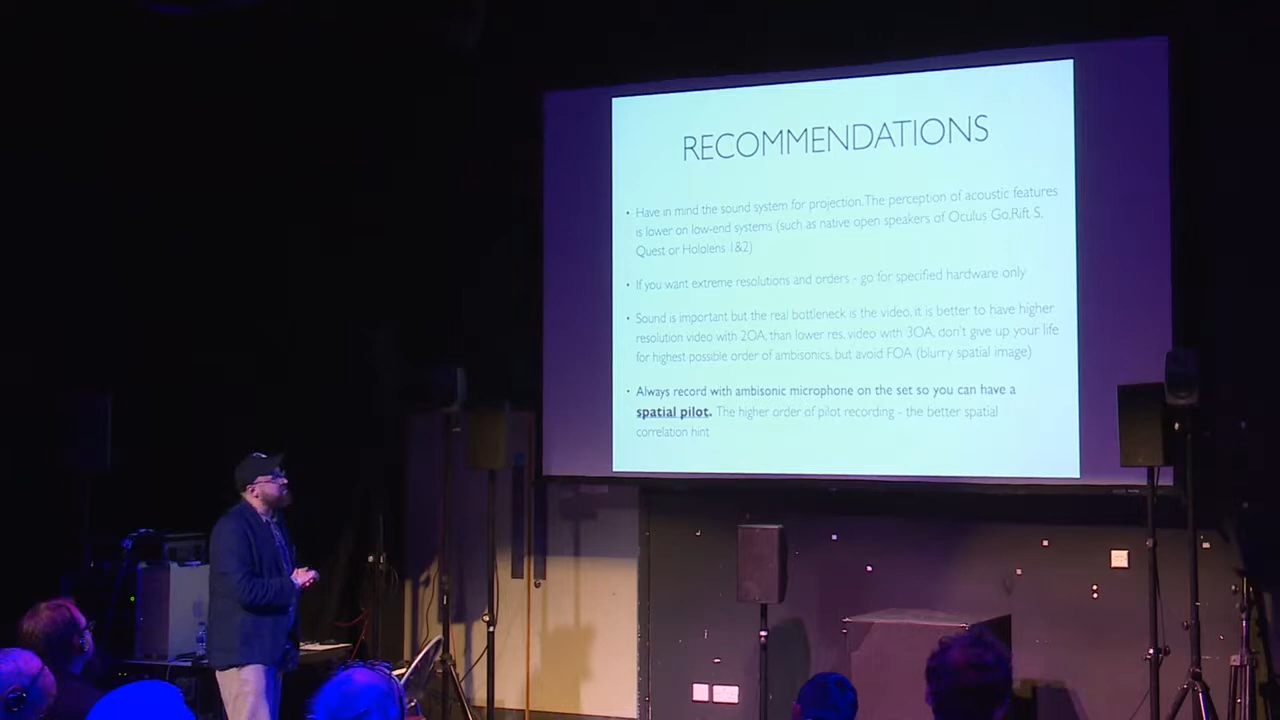 RECOMMENDATIONS
• Have in mind the sound system for projection. The perception of acoustic features
is lower on low-end systems (such as native open speakers of Oculus Go, Rift S,
Quest or Hololens 1&2)
• If you want extreme resolutions and orders - go for specified hardware only
• Sound is important but the real bottleneck is the video, it is better to have higher
resolution video with 2OA, than lower res. video with 3OA, don't give up your life
for highest possible order of ambisonics, but avoid FOA (blurry spatial image)
• Always record with ambisonic microphone on the set so you can have a
spatial pilot. The higher order of pilot recording - the better spatial
correlation hint